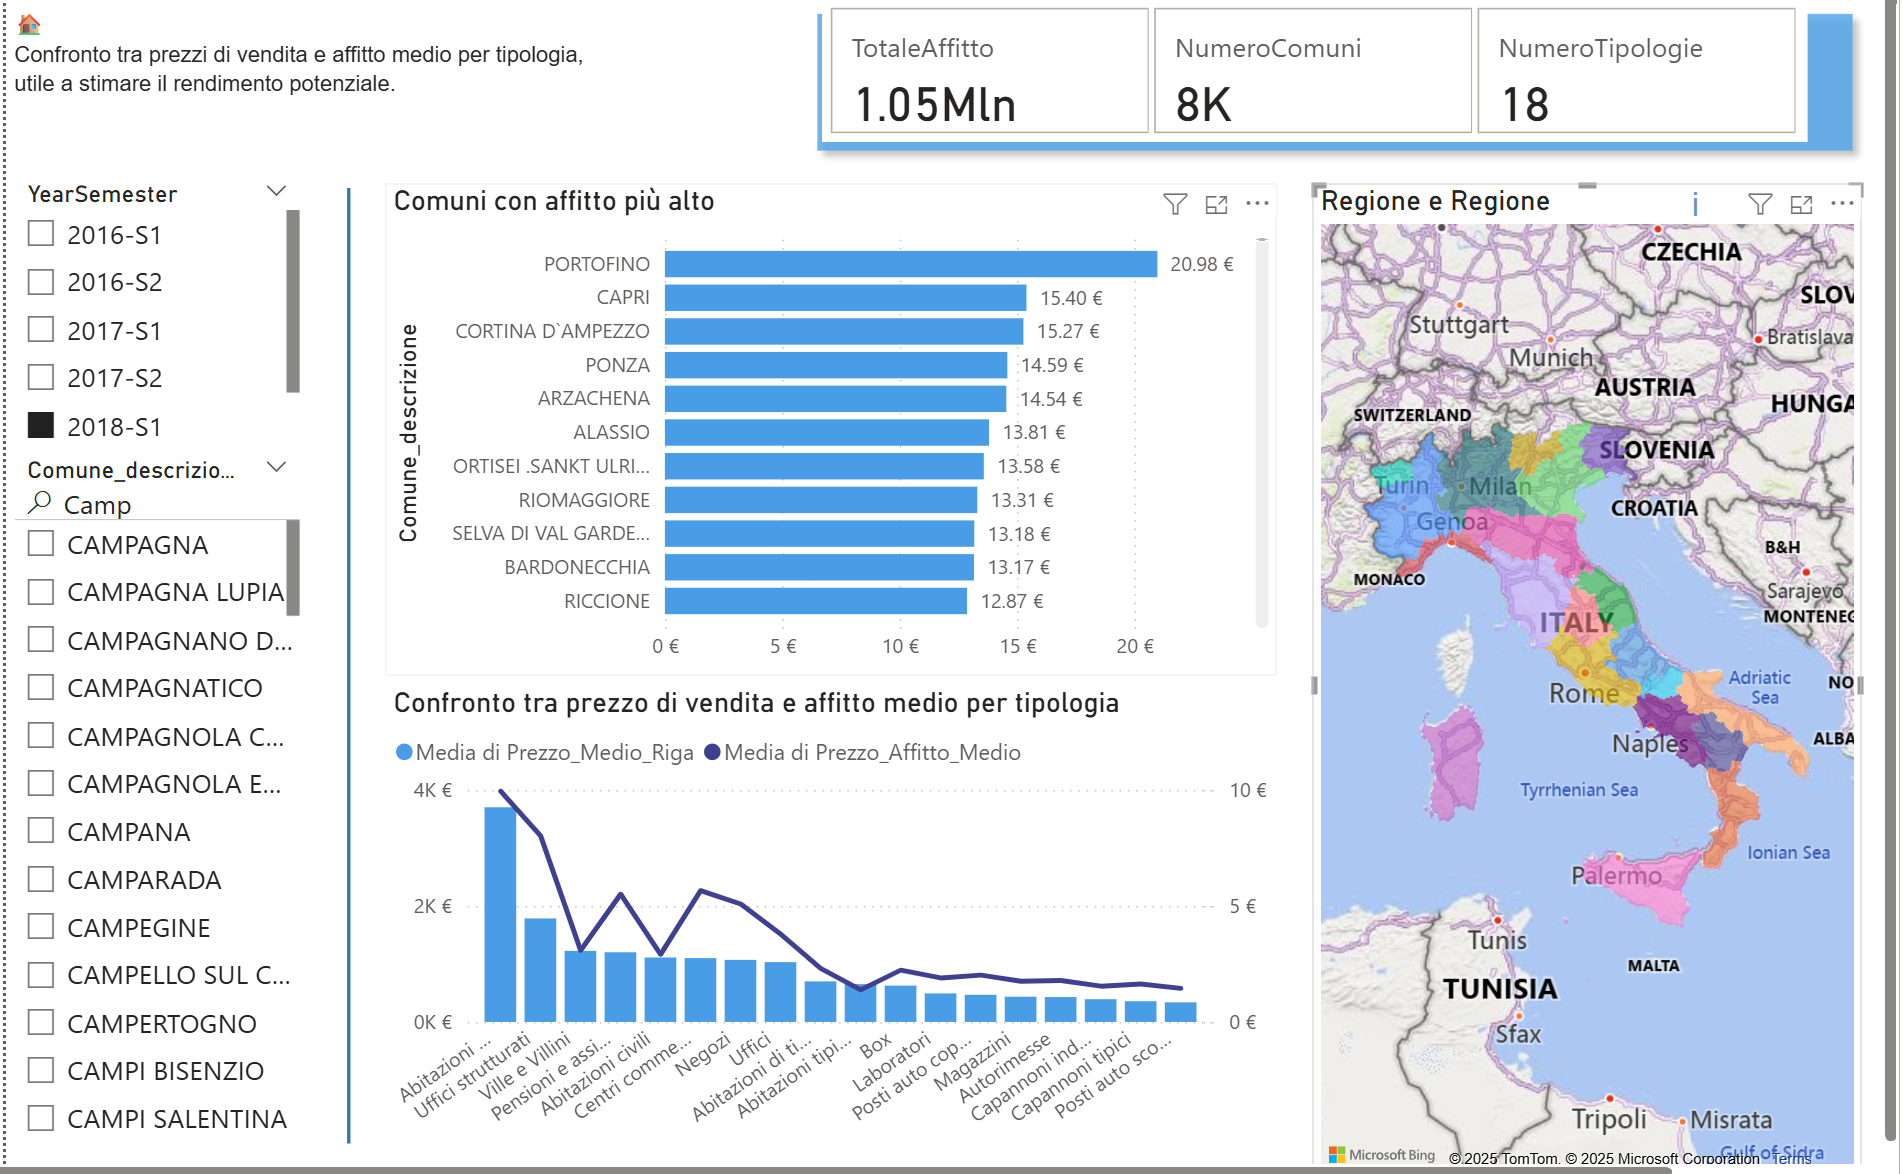 Confronto tra prezzi di vendita e affitto medio per tipologia,
utile a stimare il rendimento potenziale.
TotaleAffitto
1.05Mln
NumeroComuni
8K
NumeroTipologie
18
YearSemester
2016-S1
2016-S2
2017-S1
2017-S2
2018-S1
Comune_descrizio...
Camp
CAMPAGNA
CAMPAGNA LUPIA
CAMPAGNANO D...
CAMPAGNATICO
CAMPAGNOLA C...
CAMPAGNOLA E...
CAMPANA
CAMPARADA
CAMPEGINE
CAMPELLO SUL C...
CAMPERTOGNO
CAMPI BISENZIO
CAMPI SALENTINA
Comuni con affitto più alto
Comune_descrizione
PORTOFINO 20.98 €
CAPRI 15.40 €
CORTINA D`AMPEZZO 15.27 €
PONZA 14.59 €
ARZACHENA 14.54 €
ALASSIO 13.81 €
ORTISEI .SANKT ULRI... 13.58 €
RIOMAGGIORE 13.31 €
SELVA DI VAL GARDE... 13.18 €
BARDONECCHIA 13.17 €
RICCIONE 12.87 €
0 € 5 € 10 € 15 € 20 €
Confronto tra prezzo di vendita e affitto medio per tipologia
Media di Prezzo_Medio_Riga Media di Prezzo_Affitto_Medio
4K € 10 €
2K € 5 €
0K € 0 €
Abitazioni ...
Uffici strutturati
Ville e Villini
Pensioni e assi...
Abitazioni civili
Centri comme...
Negozi
Uffici
Abitazioni di ti...
Abitazioni tipi...
Box
Laboratori
Posti auto cop...
Magazzini
Autorimesse
Capannoni ind...
Capannoni tipici
Posti auto sco...
Regione e Regione
CZECHIA
SLOV
Stuttgart
Bratislava
Munich
AUSTRIA
HUNGA
SWITZERLAND
SLOVENIA
Turin
Milan
CROATIA
Genoa
B&H
MONACO
Sarajevo
MONTENEG
ITALY
Adriatic
Sea
NO
Rome
ALBA
Naples
Tyrrhenian Sea
Ionian Sea
Palermo
Tunis
MALTA
TUNISIA
Sfax
Tripoli
Misrata
Gulf of Sidra
Microsoft Bing
© 2025 TomTom, © 2025 Microsoft Corporation Terms